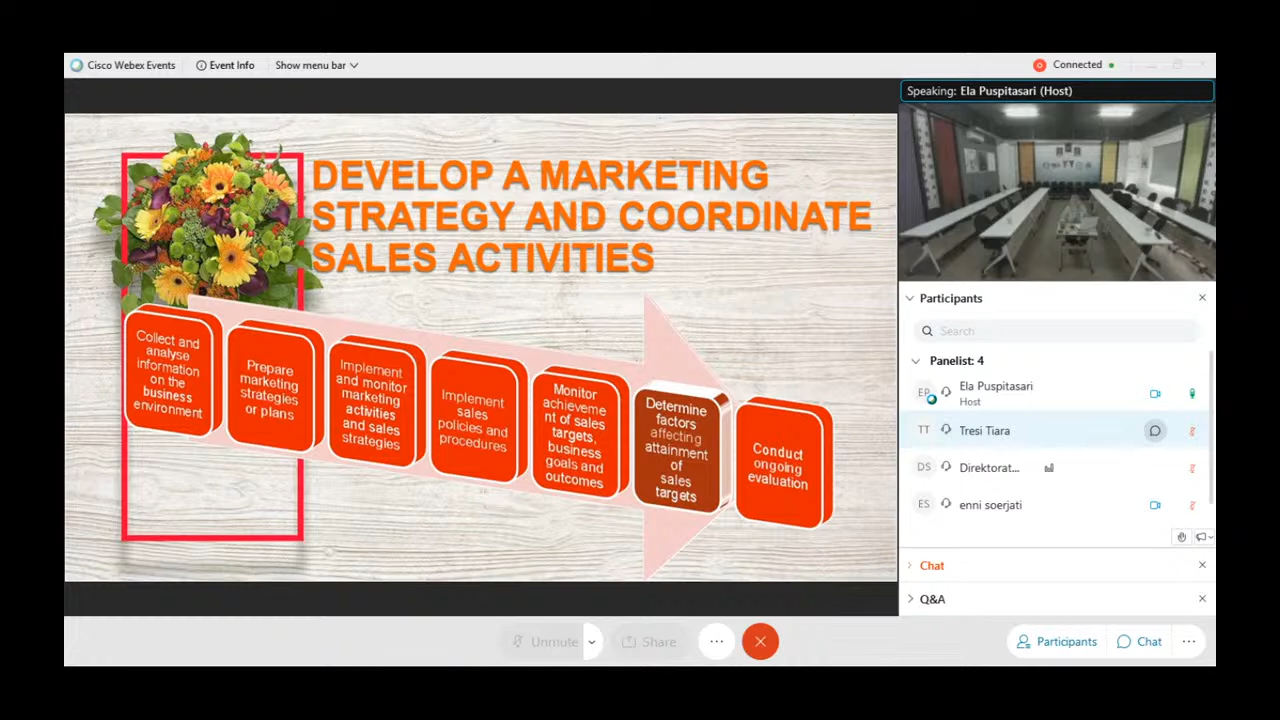 Cisco Webex Events
Event Info
Show menu bar
Connected
Speaking: Ela Puspitasari (Host)
DEVELOP A MARKETING
STRATEGY AND COORDINATE
SALES ACTIVITIES
Collect and
analyse
information
on the
business
environment
Prepare
marketing
strategies
or plans
Implement
and monitor
marketing
activities
and sales
strategies
Implement
sales
policies and
procedures
Monitor
achieveme
nt of sales
targets,
business
goals and
outcomes
Determine
factors
affecting
attainment
of
sales
targets
Conduct
ongoing
evaluation
Participants
Search
Panelist: 4
EP
Ela Puspitasari
Host
TT
Tresi Tiara
DS
Direktorat...
ES
enni soerjati
Chat
Q&A
Unmute
Share
Participants
Chat